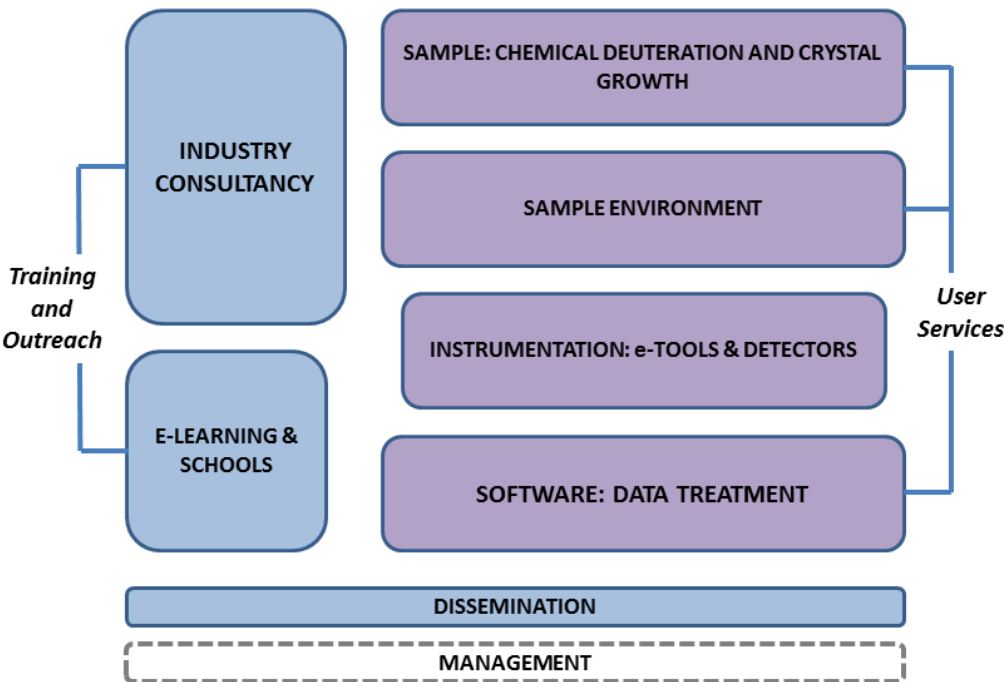 Training
and
Outreach
INDUSTRY
CONSULTANCY
E-LEARNING &
SCHOOLS
SAMPLE: CHEMICAL DEUTERATION AND CRYSTAL
GROWTH
SAMPLE ENVIRONMENT
INSTRUMENTATION: e-TOOLS & DETECTORS
SOFTWARE: DATA TREATMENT
User
Services
DISSEMINATION
MANAGEMENT